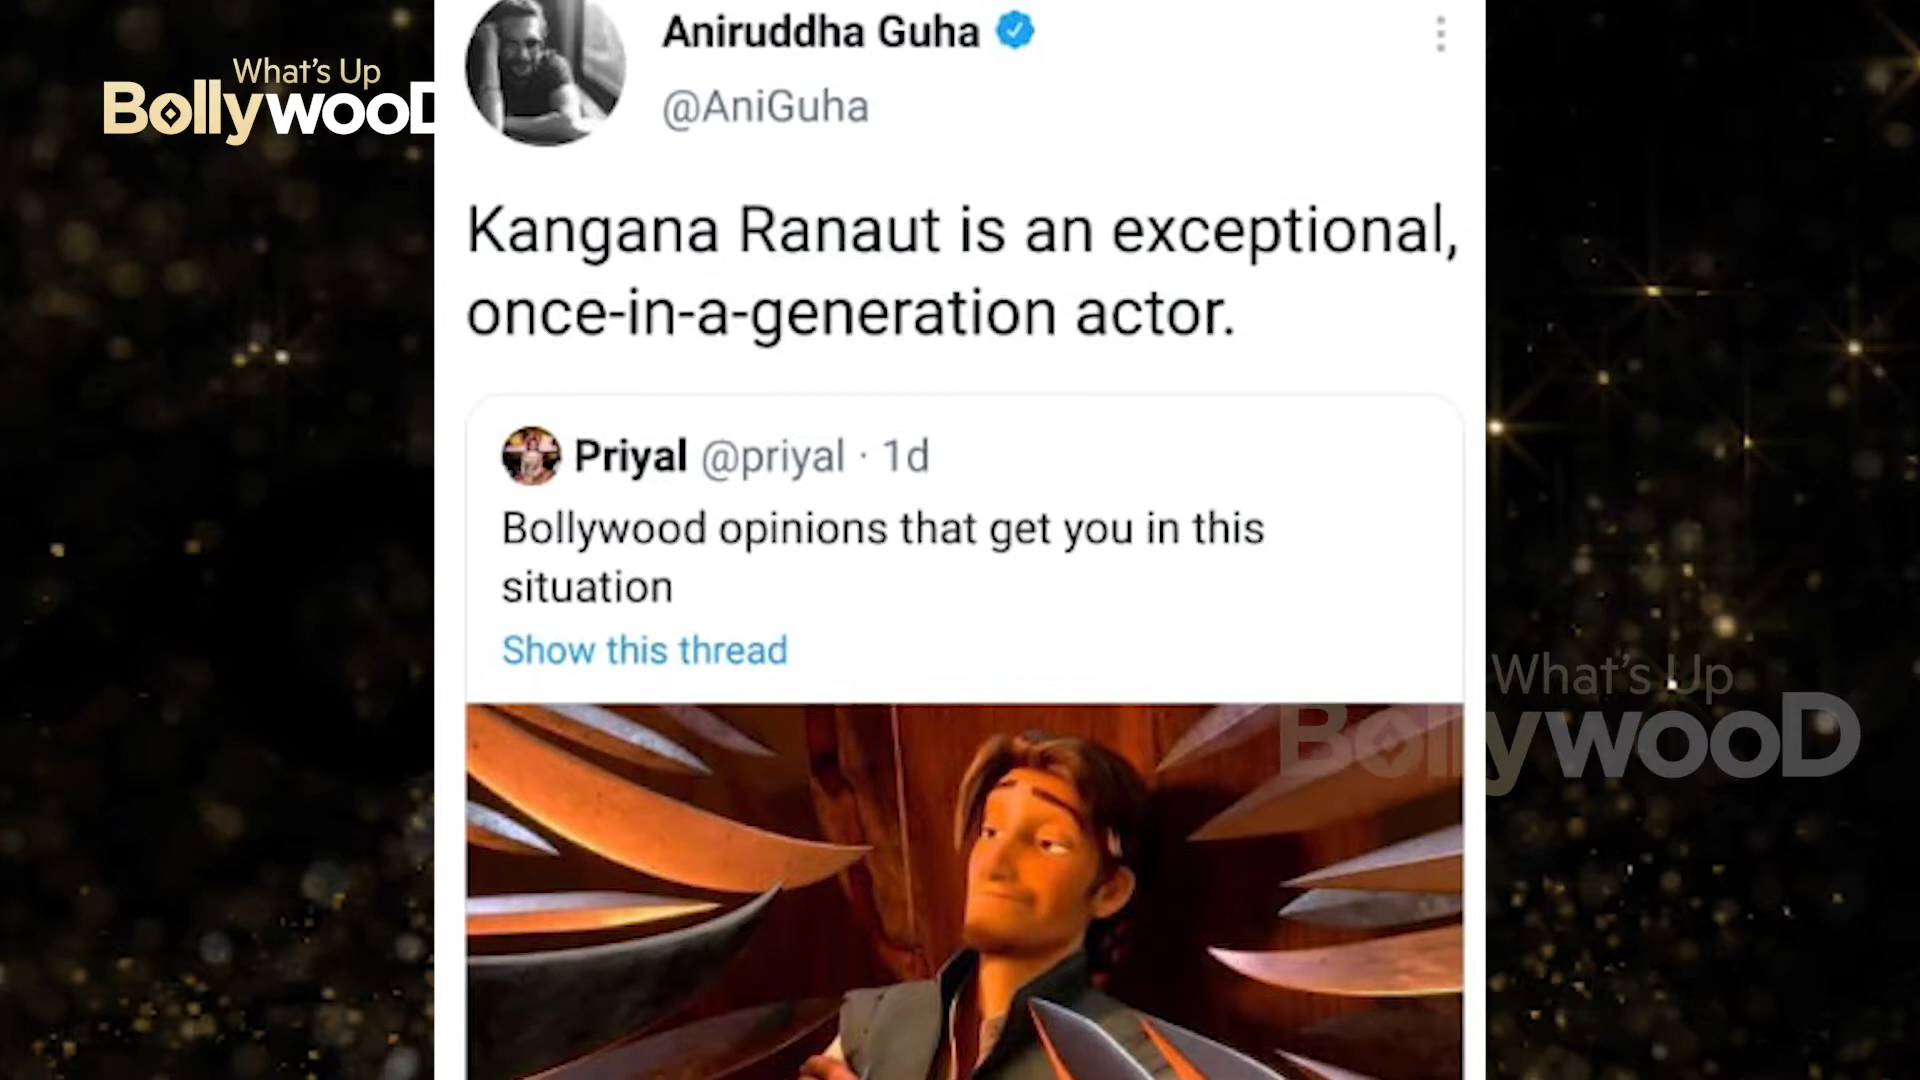 What's Up
BollywooD
Aniruddha Guha
@AniGuha
Kangana Ranaut is an exceptional,
once-in-a-generation actor.
Priyal @priyal · 1d
Bollywood opinions that get you in this
situation
Show this thread
What's Up
BollywooD